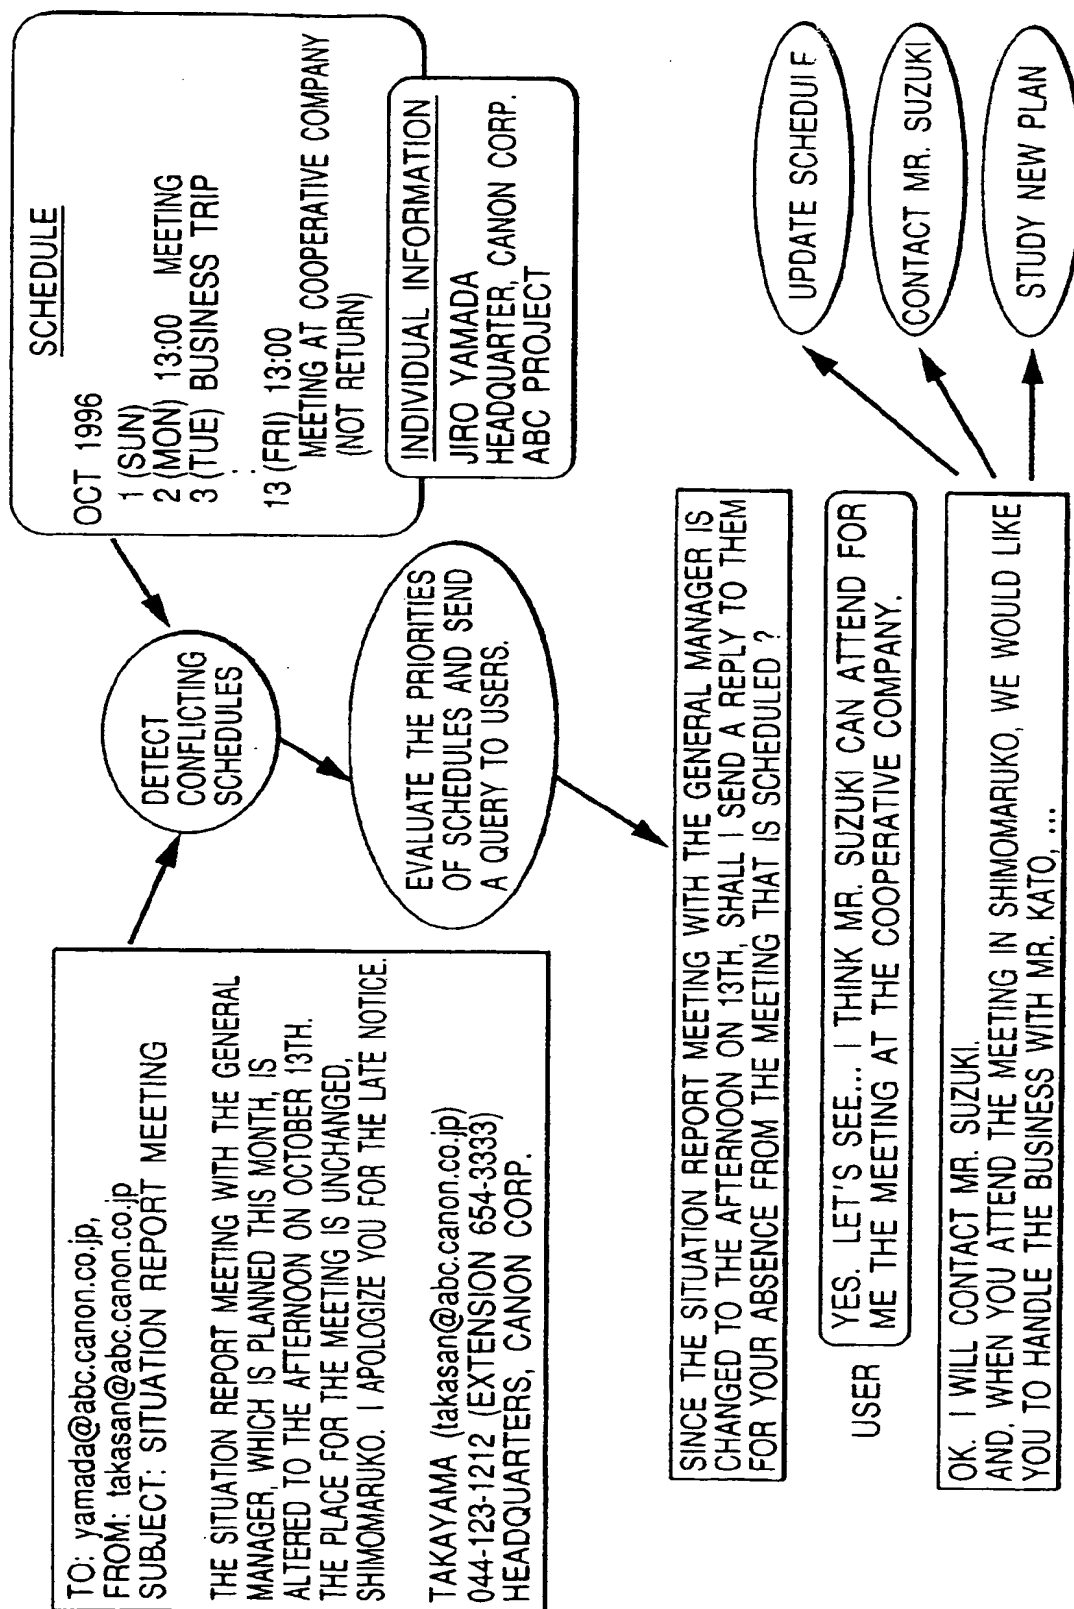 TO: yamada@abc.canon.co.jp,
FROM: takasan@abc.canon.co.jp
SUBJECT: SITUATION REPORT MEETING
THE SITUATION REPORT MEETING WITH THE GENERAL
MANAGER, WHICH IS PLANNED THIS MONTH, IS
ALTERED TO THE AFTERNOON ON OCTOBER 13TH.
THE PLACE FOR THE MEETING IS UNCHANGED,
SHIMOMARUKO. I APOLOGIZE YOU FOR THE LATE NOTICE.
TAKAYAMA (takasan@abc.canon.co.jp)
044-123-1212 (EXTENSION 654-3333)
HEADQUARTERS, CANON CORP.
DETECT
CONFLICTING
SCHEDULES
SCHEDULE
OCT 1996
1 (SUN)
2 (MON) 13:00 MEETING
3 (TUE) BUSINESS TRIP
13 (FRI) 13:00
MEETING AT COOPERATIVE COMPANY
(NOT RETURN)
INDIVIDUAL INFORMATION
JIRO YAMADA
HEADQUARTER, CANON CORP.
ABC PROJECT
EVALUATE THE PRIORITIES
OF SCHEDULES AND SEND
A QUERY TO USERS.
SINCE THE SITUATION REPORT MEETING WITH THE GENERAL MANAGER IS
CHANGED TO THE AFTERNOON ON 13TH, SHALL I SEND A REPLY TO THEM
FOR YOUR ABSENCE FROM THE MEETING THAT IS SCHEDULED ?
USER
YES. LET'S SEE... I THINK MR. SUZUKI CAN ATTEND FOR
ME THE MEETING AT THE COOPERATIVE COMPANY.
OK. I WILL CONTACT MR. SUZUKI.
AND, WHEN YOU ATTEND THE MEETING IN SHIMOMARUKO, WE WOULD LIKE
YOU TO HANDLE THE BUSINESS WITH MR. KATO, ...
UPDATE SCHEDULE
CONTACT MR. SUZUKI
STUDY NEW PLAN